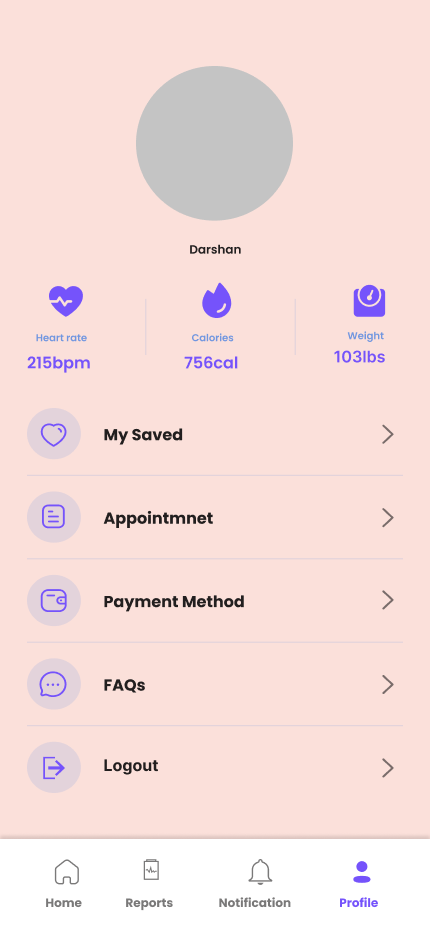 Darshan
Heart rate
Calories
Weight
215bpm
756cal
103lbs
My Saved
Appointmnet
Payment Method
FAQs
Logout
Home
Reports
Notification
Profile